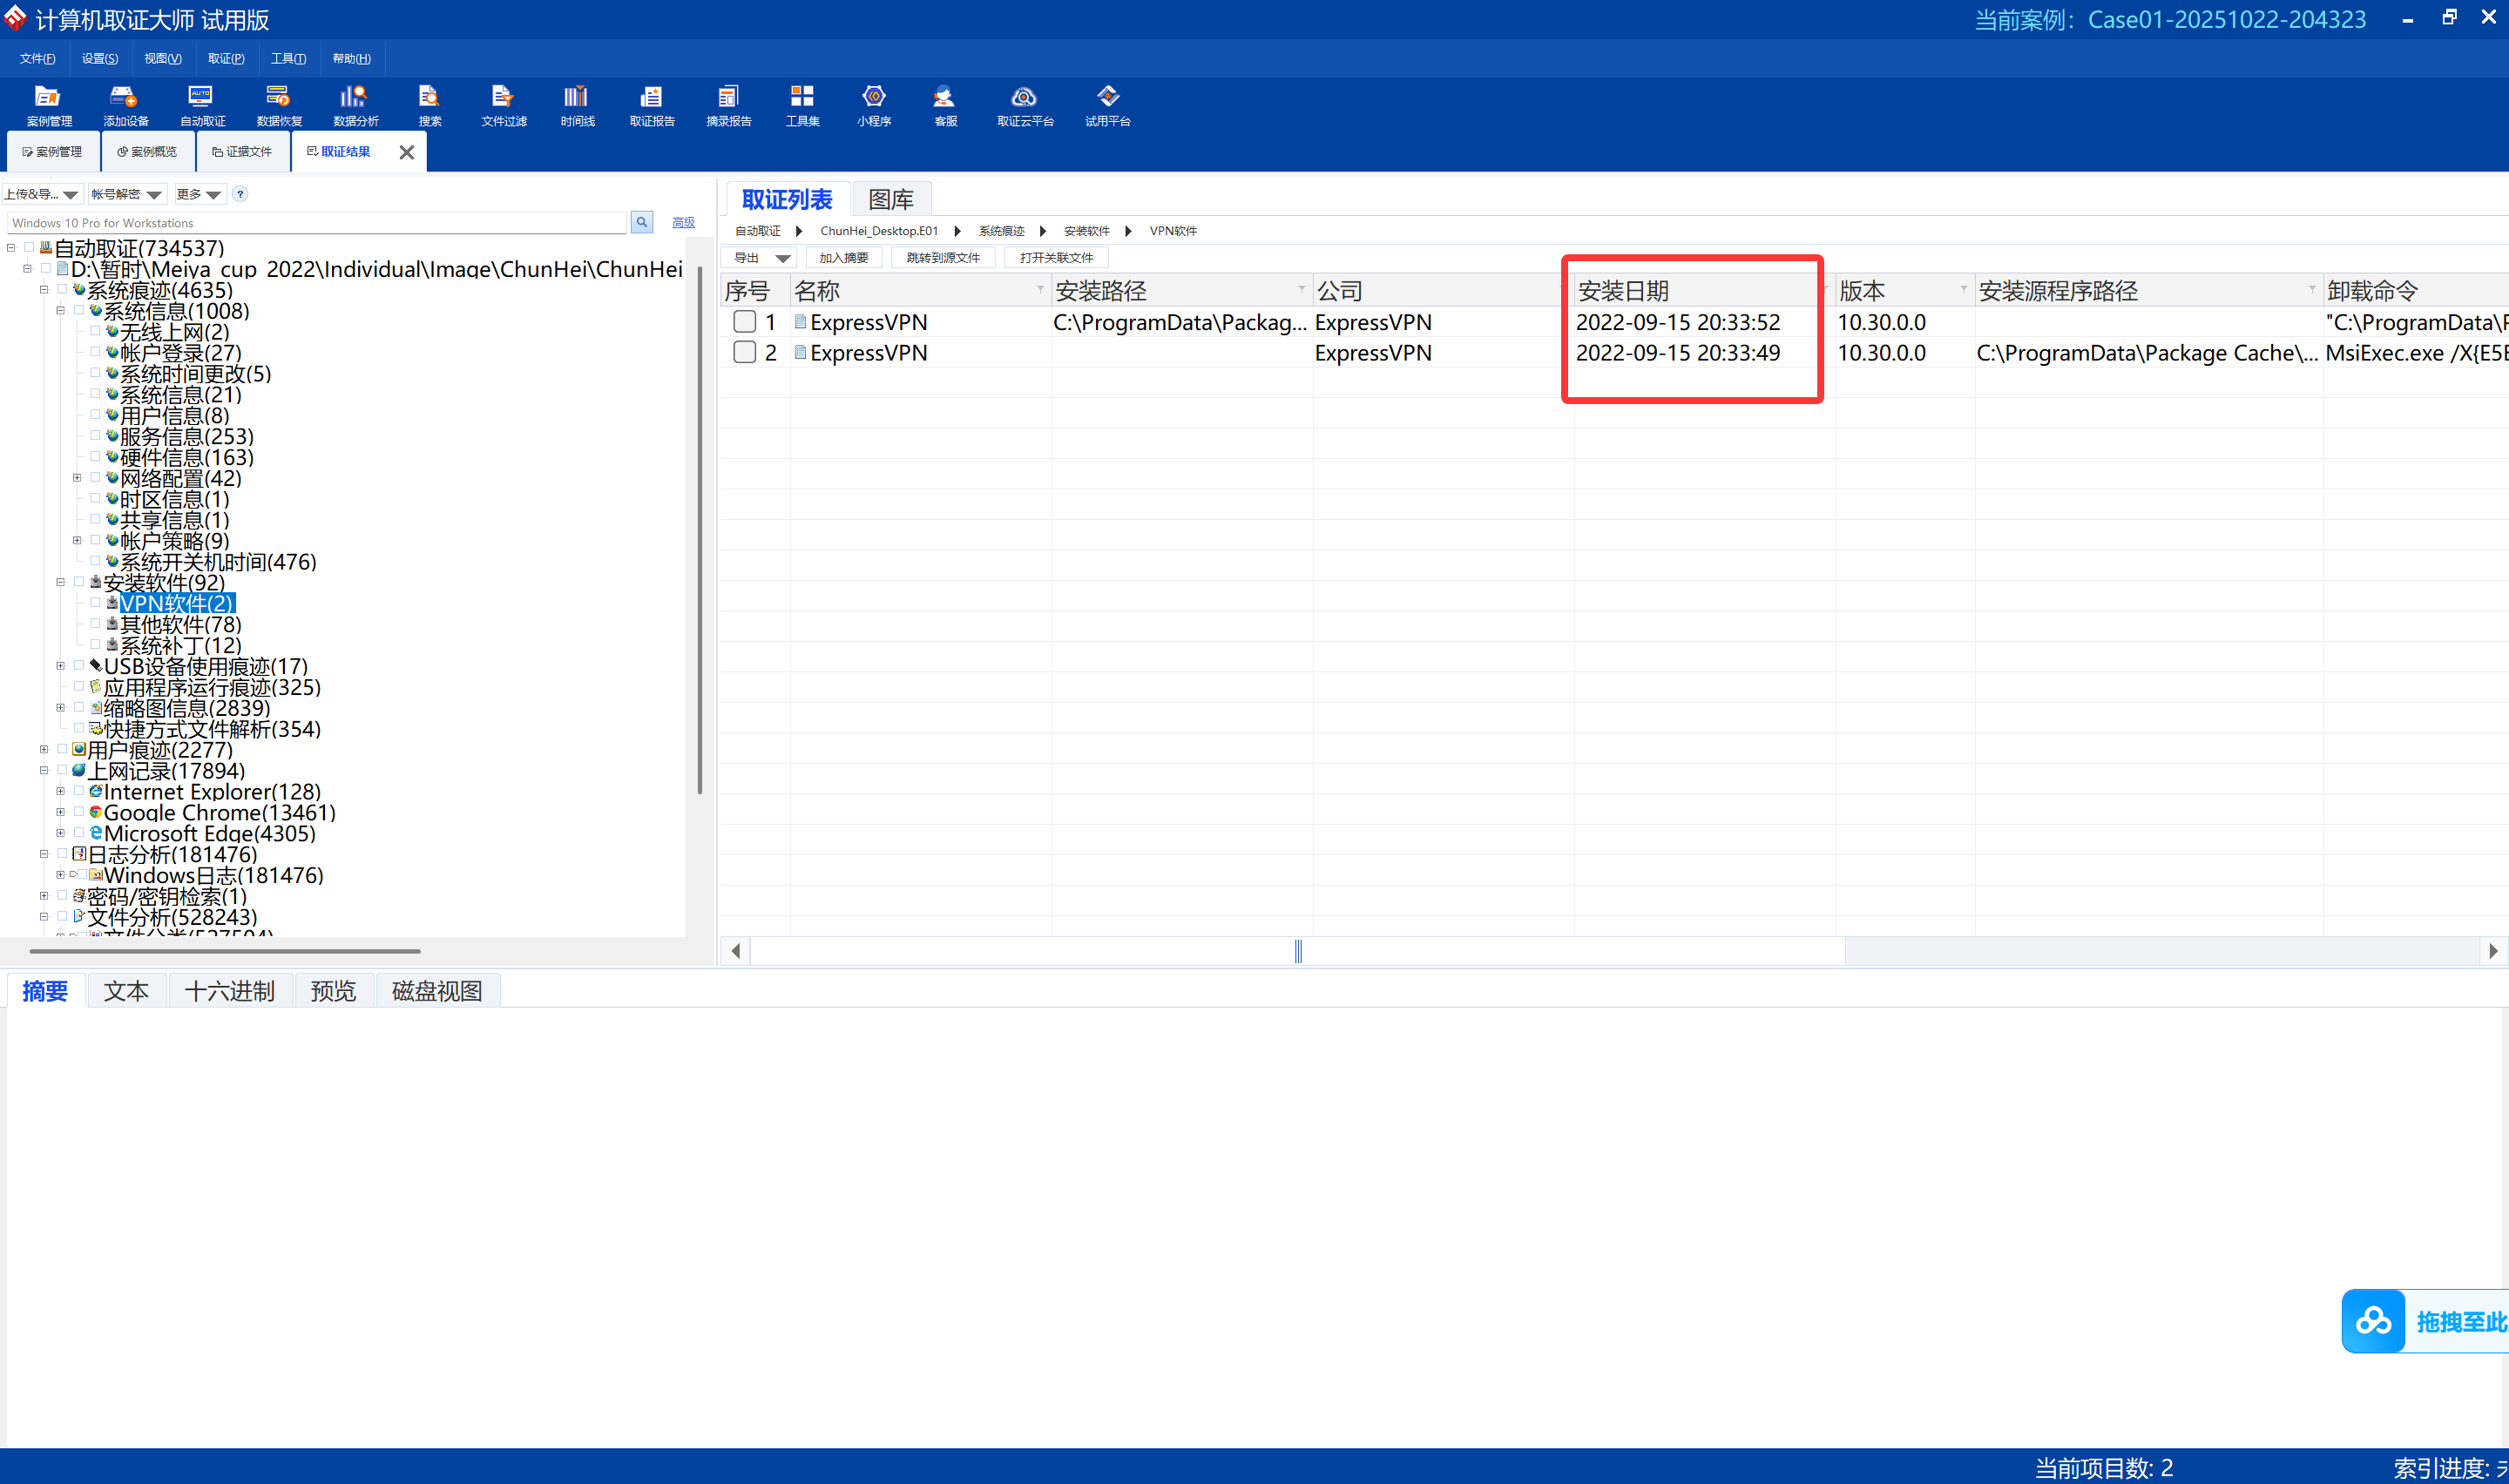 计算机取证大师 试用版
当前案例：Case01-20251022-204323
文件(F) 设置(S) 视图(V) 取证(P) 工具(T) 帮助(H)
案例管理 添加设备 自动取证 数据恢复 数据分析 搜索 文件过滤 时间线 取证报告 摘录报告 工具集 小程序 客服 取证云平台 试用平台
案例管理 案例概览 证据文件 取证结果
上传&导... 帐号解密 更多 ?
Windows 10 Pro for Workstations
高级
自动取证(734537)
D:\暂时\Meiya_cup_2022\Individual\Image\ChunHei\ChunHei
系统痕迹(4635)
系统信息(1008)
无线上网(2)
帐户登录(27)
系统时间更改(5)
系统信息(21)
用户信息(8)
服务信息(253)
硬件信息(163)
网络配置(42)
时区信息(1)
共享信息(1)
帐户策略(9)
系统开关机时间(476)
安装软件(92)
VPN软件(2)
其他软件(78)
系统补丁(12)
USB设备使用痕迹(17)
应用程序运行痕迹(325)
缩略图信息(2839)
快捷方式文件解析(354)
用户痕迹(2277)
上网记录(17894)
Internet Explorer(128)
Google Chrome(13461)
Microsoft Edge(4305)
日志分析(181476)
Windows日志(181476)
密码/密钥检索(1)
文件分析(528243)
取证列表 图库
自动取证 ChunHei_Desktop.E01 系统痕迹 安装软件 VPN软件
导出 加入摘要 跳转到源文件 打开关联文件
序号 名称 安装路径 公司 安装日期 版本 安装源程序路径 卸载命令
1 ExpressVPN C:\ProgramData\Packag... ExpressVPN 2022-09-15 20:33:52 10.30.0.0 "C:\ProgramData\P
2 ExpressVPN ExpressVPN 2022-09-15 20:33:49 10.30.0.0 C:\ProgramData\Package Cache\... MsiExec.exe /X{E5E
摘要 文本 十六进制 预览 磁盘视图
拖拽至此
当前项目数: 2
索引进度: